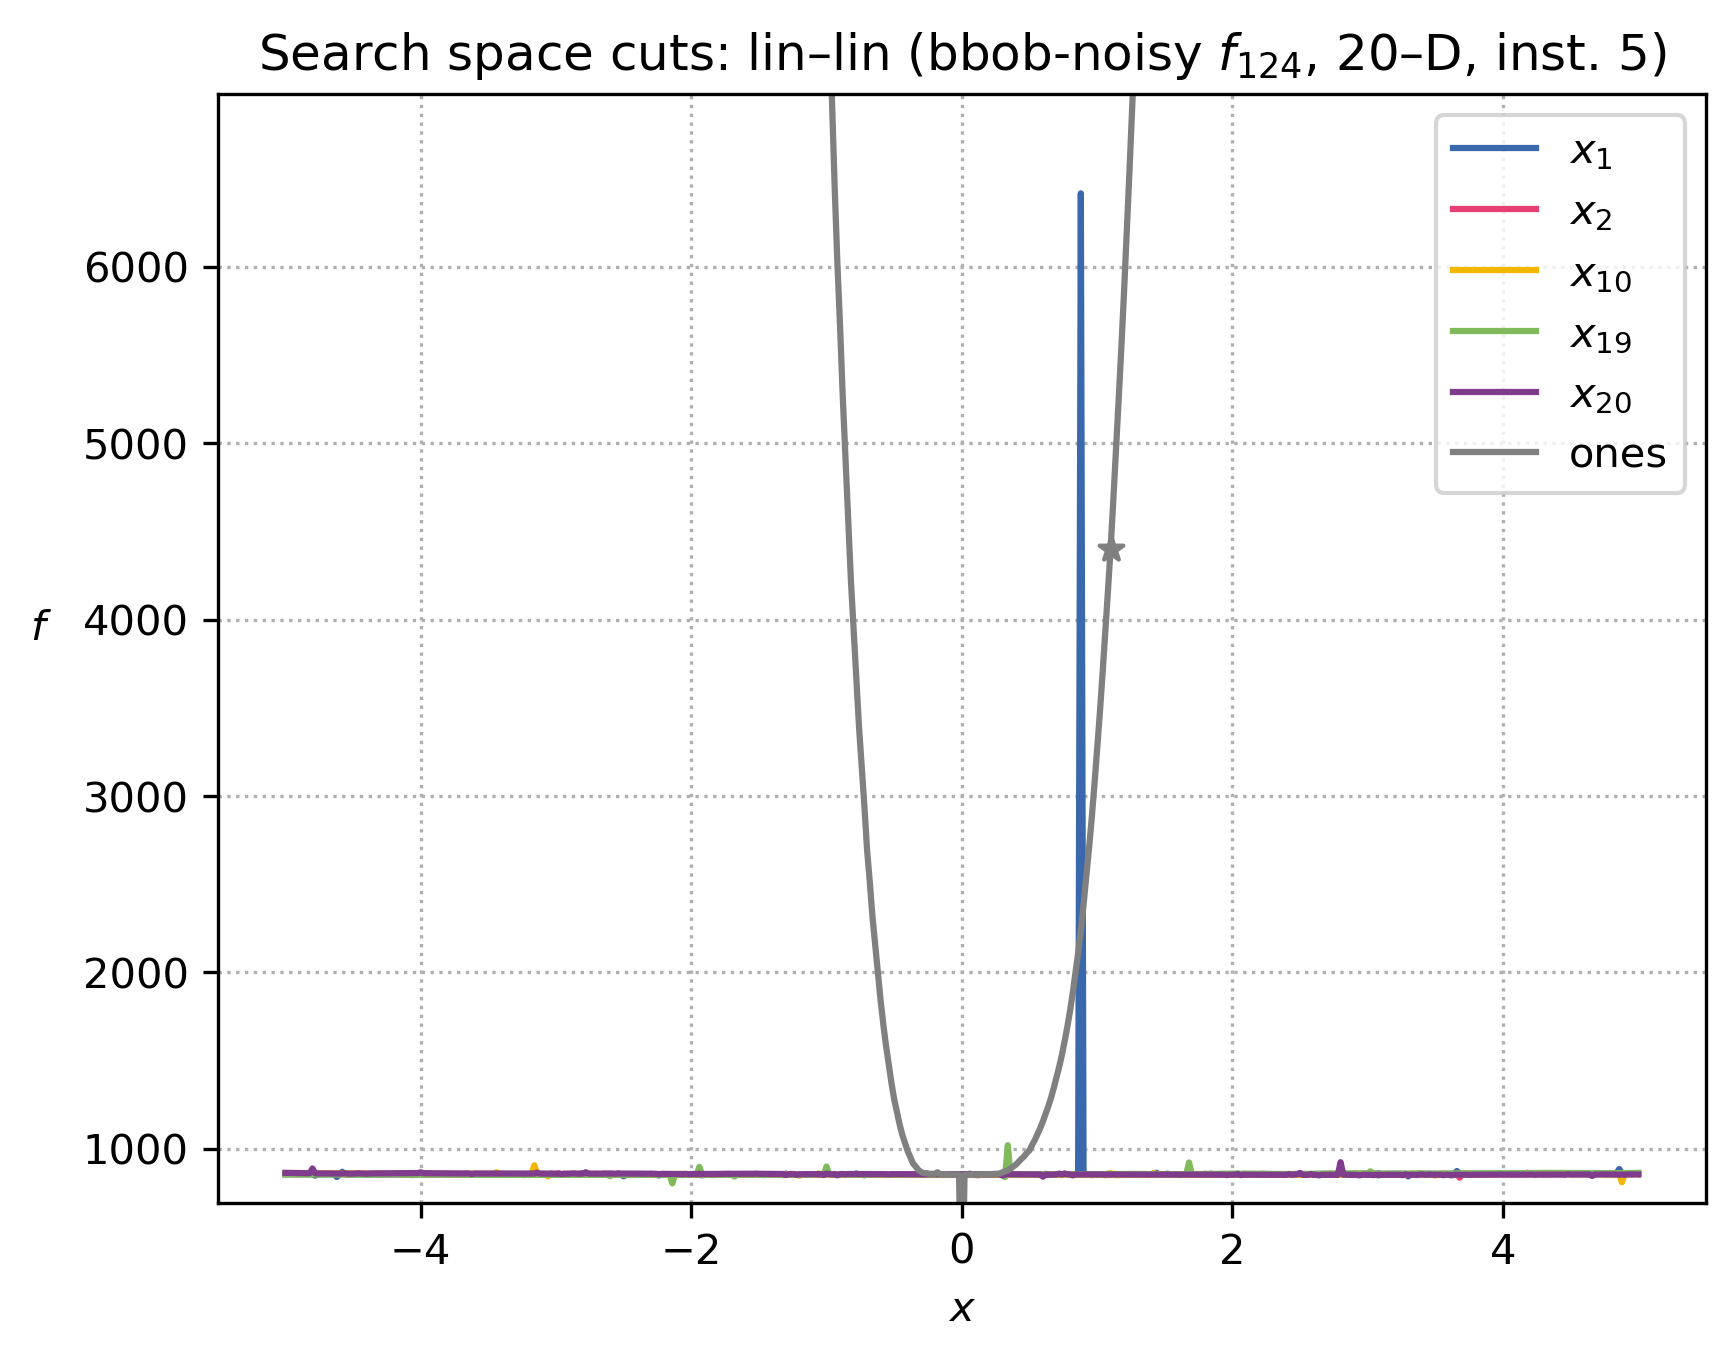 Search space cuts: lin–lin (bbob-noisy f₁₂₄, 20–D, inst. 5)
x₁
x₂
x₁₀
x₁₉
x₂₀
ones
6000
5000
4000
3000
2000
1000
f
−4
−2
0
2
4
x